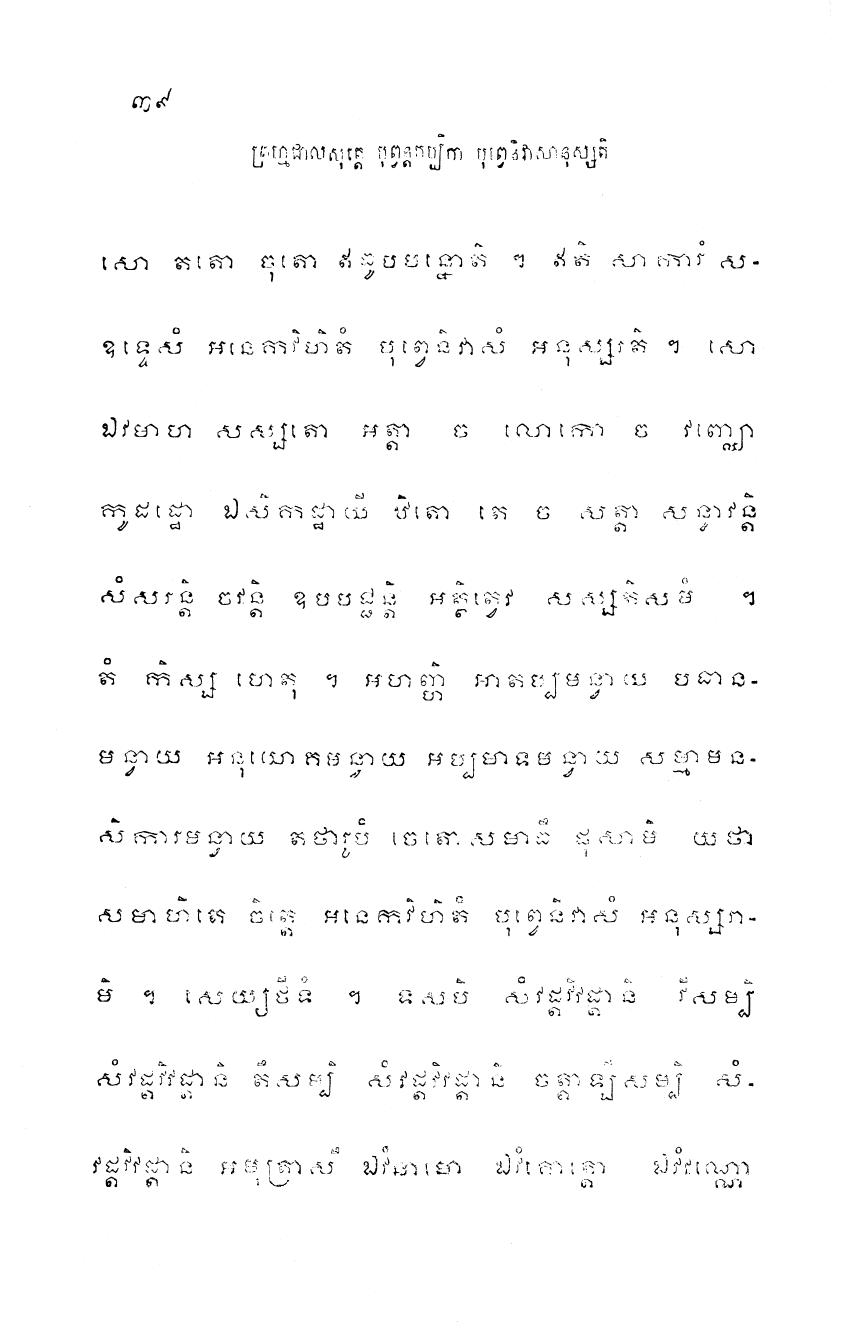 ៣៩
ព្រហ្មជាលសុត្តេ បុព្វន្តកប្បិកា បុព្វេនិវាសានុស្សតិ
សោ តតោ ចុតោ ឥធូបបន្នោតិ ។ ឥតិ សាការំ ស-
ឧទ្ទេសំ អនេកវិហិតំ បុព្វេនិវាសំ អនុស្សរតិ ។ សោ
ឯវមាហ សស្សតោ អត្តា ច លោកោ ច វញ្ឈោ
កូដដ្ឋោ ឯសិកដ្ឋាយី ឋិតោ តេ ច សត្តា សន្ធាវន្តិ
សំសរន្តិ ចវន្តិ ឧបបជ្ជន្តិ អត្ថិត្វេវ សស្សតិសមំ ។
តំ កិស្ស ហេតុ ។ អហញ្ហិ អាតប្បមន្វាយ បធាន-
មន្វាយ អនុយោគមន្វាយ អប្បមាទមន្វាយ សម្មាមន-
សិការមន្វាយ តថារូបំ ចេតោសមាធឹ ផុសាមិ យថា
សមាហិតេ ចិត្តេ អនេកវិហិតំ បុព្វេនិវាសំ អនុស្សរា-
មិ ។ សេយ្យថីទំ ។ ទសបិ សំវដ្តវិវដ្តានិ វីសម្បិ
សំវដ្តវិវដ្តានិ តឹសម្បិ សំវដ្តវិវដ្តានិ ចត្តាឡីសម្បិ សំ-
វដ្តវិវដ្តានិ អមុត្រាសឹ ឯវំនាមោ ឯវំគោត្តោ ឯវំវណ្ណោ